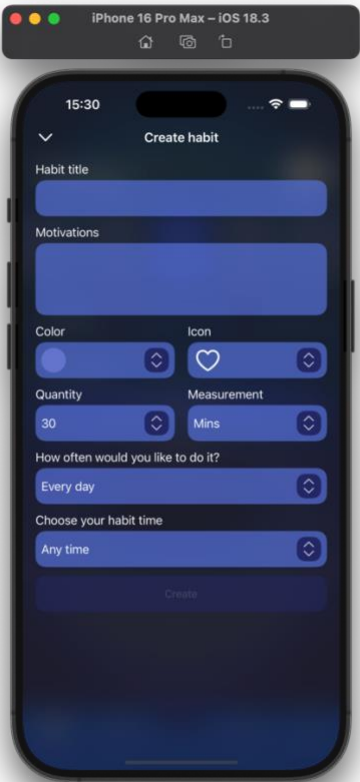 iPhone 16 Pro Max – iOS 18.3
15:30
Create habit
Habit title
Motivations
Color
Icon
Quantity
Measurement
30
Mins
How often would you like to do it?
Every day
Choose your habit time
Any time
Create